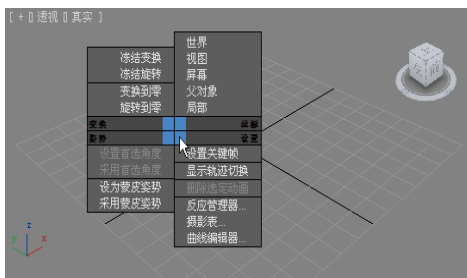 [ + ] [ 透视 ] [ 真实 ]
冻结变换
冻结旋转
变换到零
旋转到零
世界
视图
屏幕
父对象
局部
变换
坐标
姿势
设置
设置首选角度
采用首选角度
设为蒙皮姿势
采用蒙皮姿势
设置关键帧
显示轨迹切换
删除选定动画
反应管理器...
摄影表...
曲线编辑器...
z
y
x